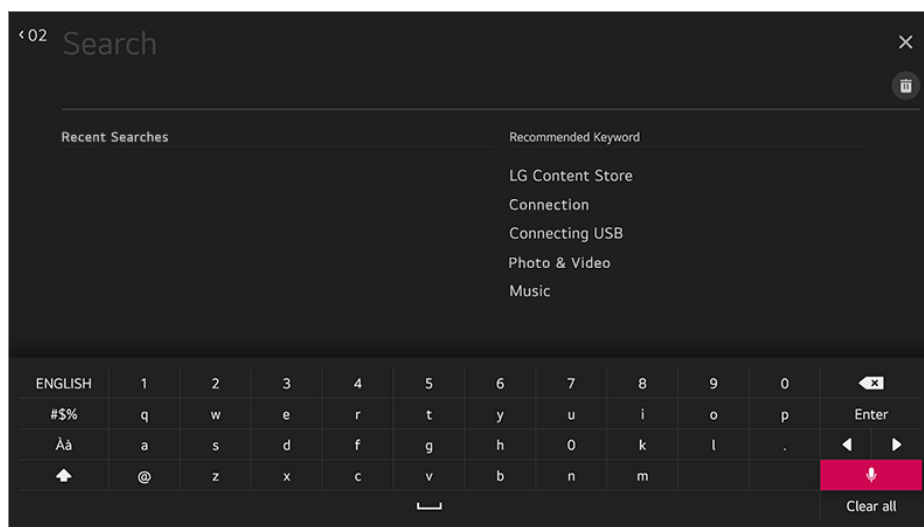 ‹ 02
Search
Recent Searches
Recommended Keyword
LG Content Store
Connection
Connecting USB
Photo & Video
Music
ENGLISH 1 2 3 4 5 6 7 8 9 0
#$% q w e r t y u i o p Enter
Àà a s d f g h 0 k l .
@ z x c v b n m
Clear all